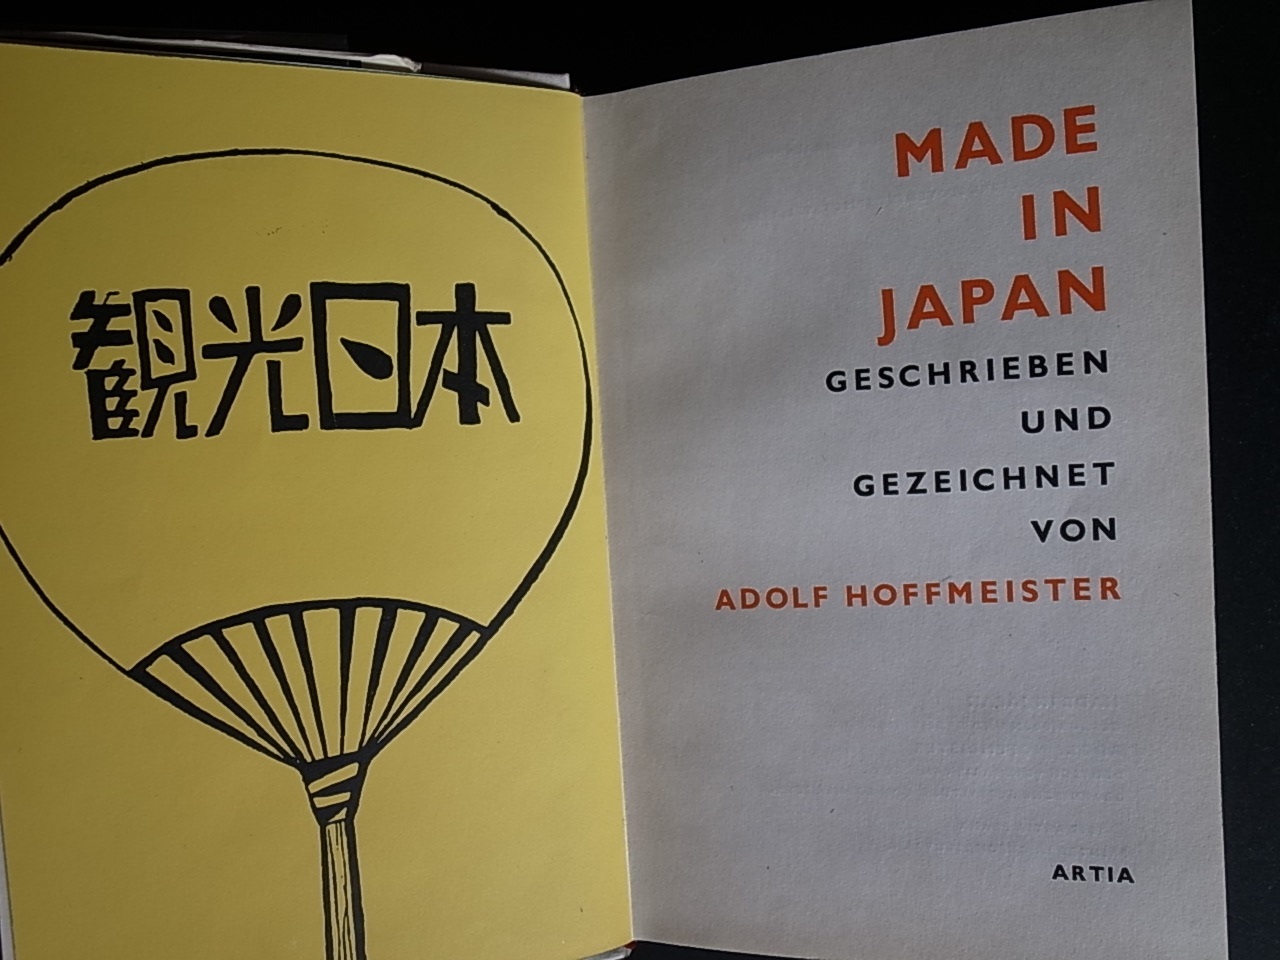 観光日本
MADE
IN
JAPAN
GESCHRIEBEN
UND
GEZEICHNET
VON
ADOLF HOFFMEISTER
ARTIA